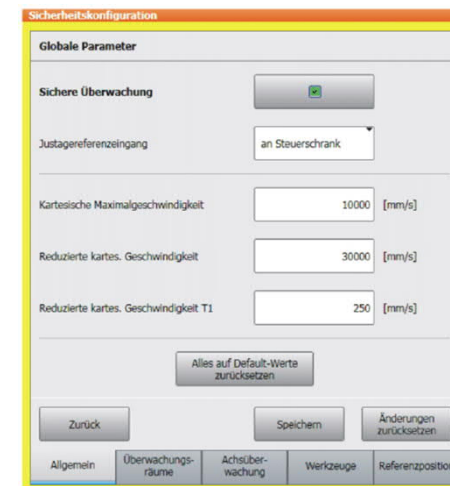 Sicherheitskonfiguration
Globale Parameter
Sichere Überwachung
Justagereferenzeingang an Steuerschrank
Kartesische Maximalgeschwindigkeit 10000 [mm/s]
Reduzierte kartes. Geschwindigkeit 30000 [mm/s]
Reduzierte kartes. Geschwindigkeit T1 250 [mm/s]
Alles auf Default-Werte
zurücksetzen
Zurück Speichern Änderungen
zurücksetzen
Allgemein Überwachungs-
räume Achsüber-
wachung Werkzeuge Referenzposition